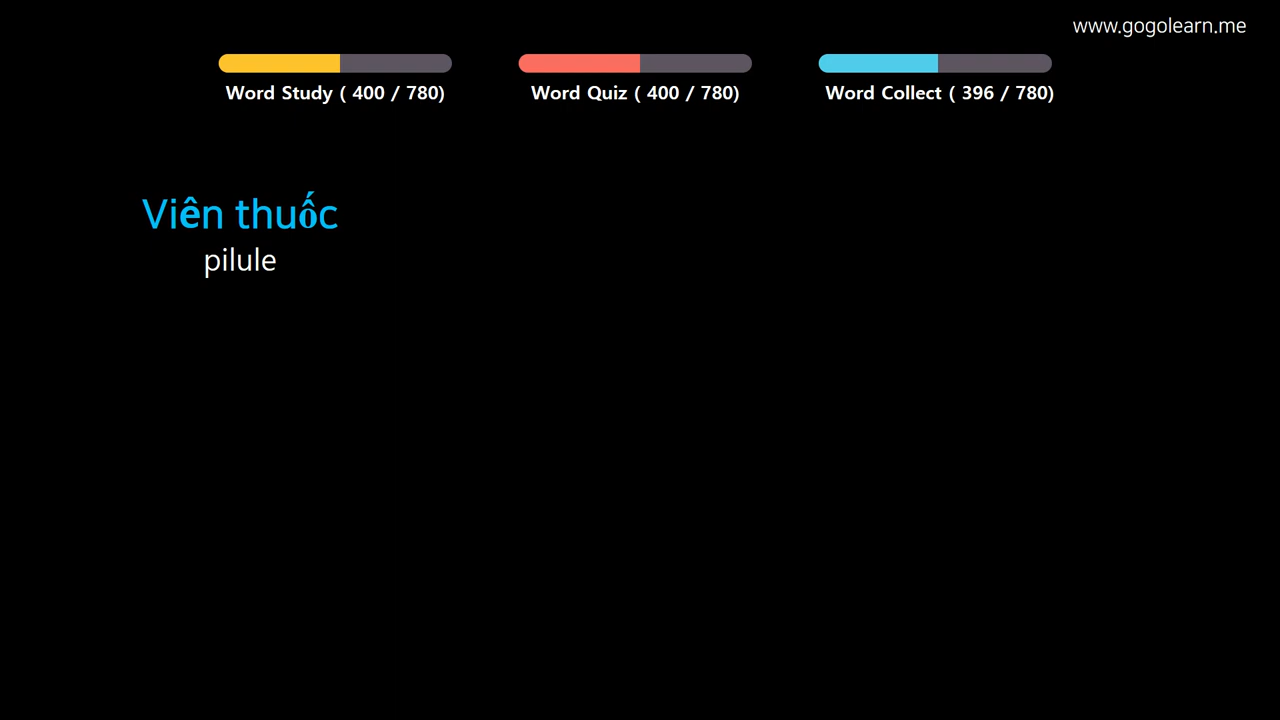 www.gogolearn.me
Word Study ( 400 / 780)
Word Quiz ( 400 / 780)
Word Collect ( 396 / 780)
Viên thuốc
pilule